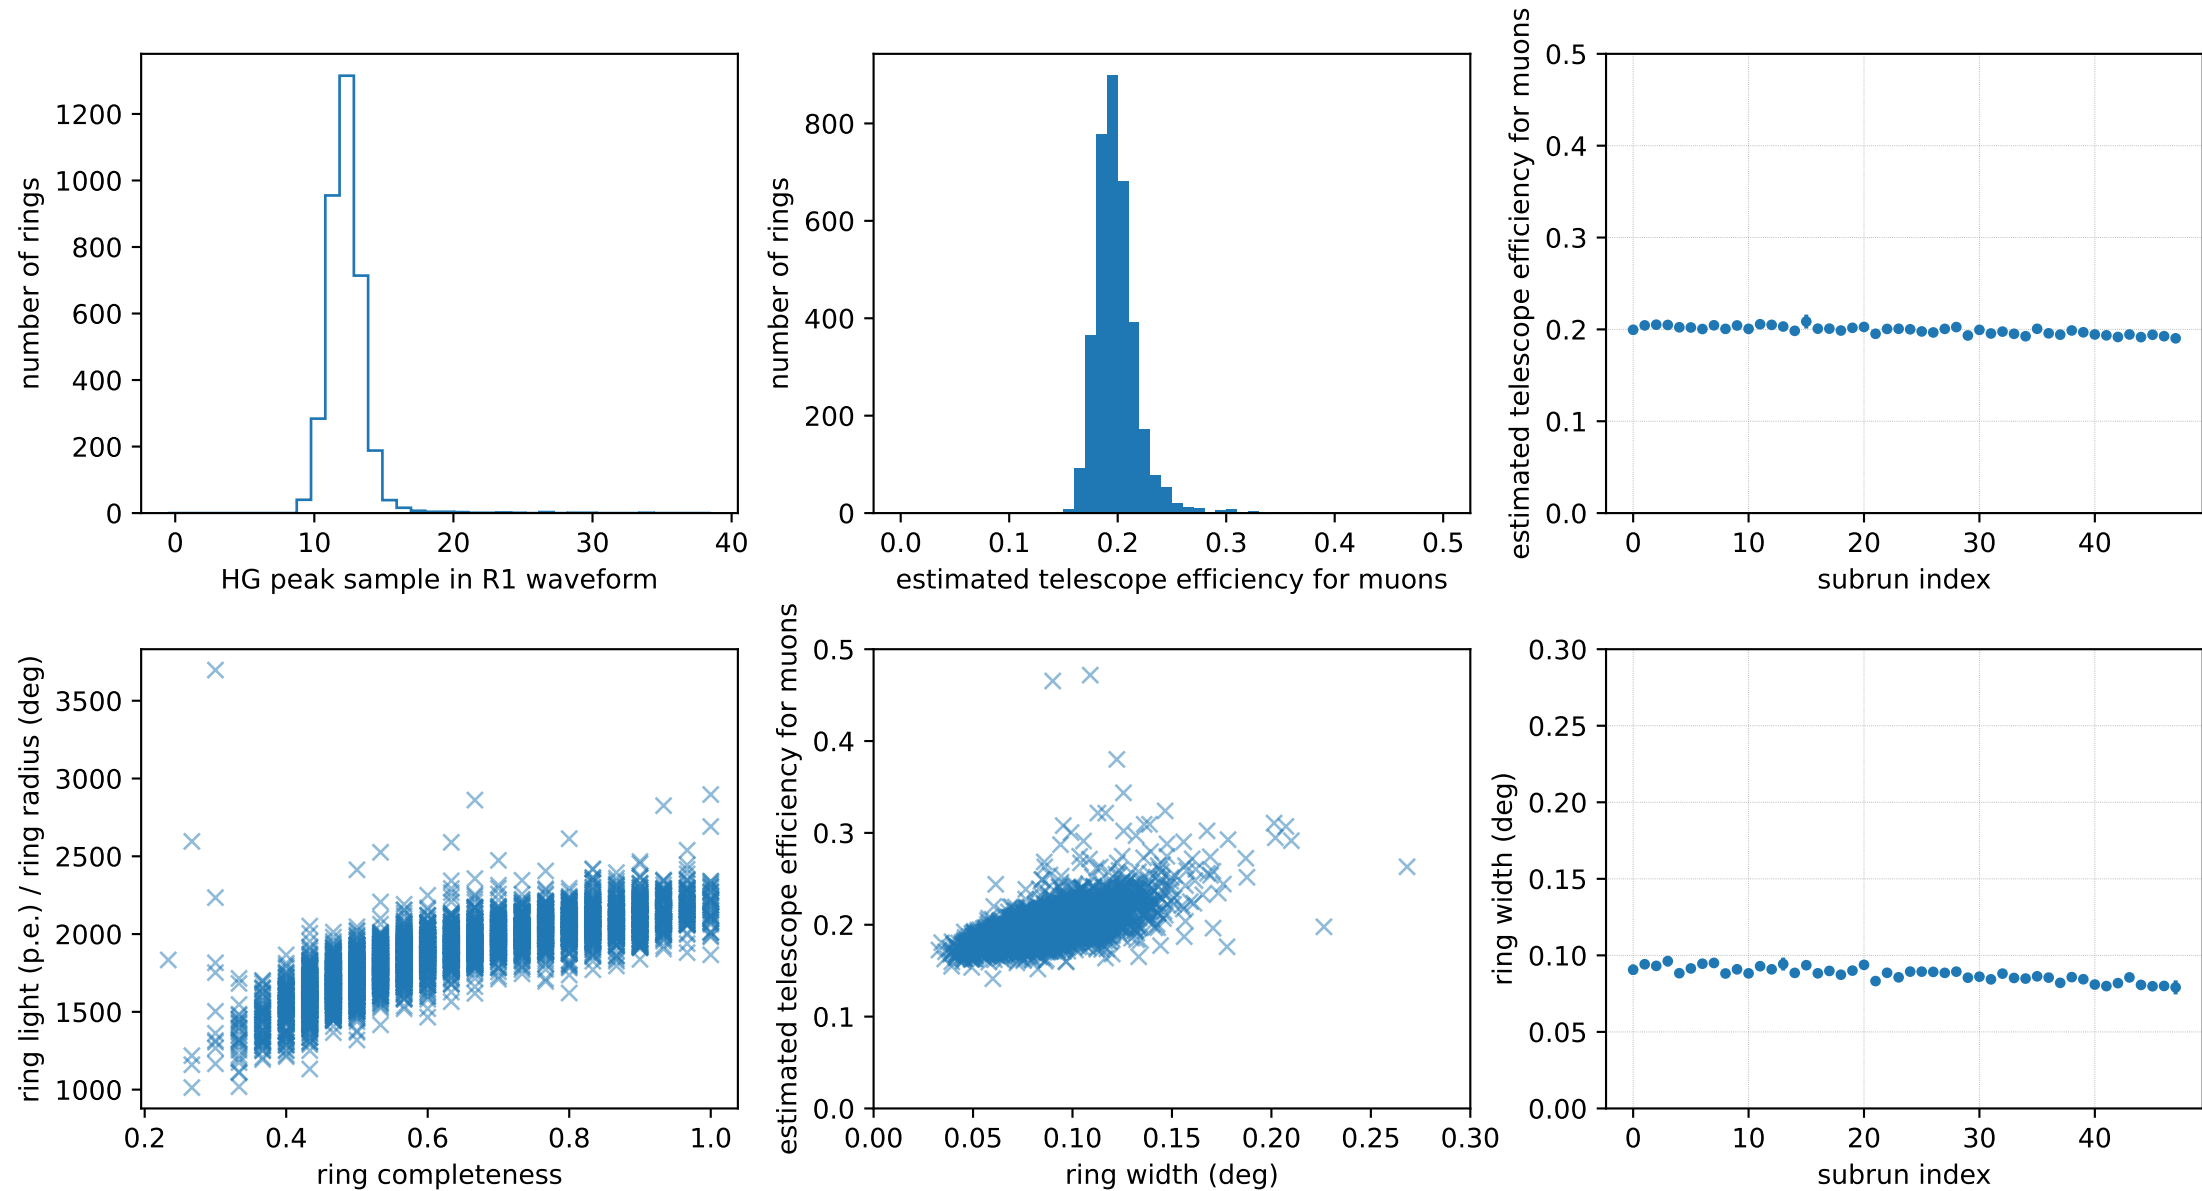 number of rings
1200
1000
800
600
400
200
0
0 10 20 30 40
HG peak sample in R1 waveform
number of rings
800
600
400
200
0
0.0 0.1 0.2 0.3 0.4 0.5
estimated telescope efficiency for muons
estimated telescope efficiency for muons
0.5
0.4
0.3
0.2
0.1
0.0
0 10 20 30 40
subrun index
ring light (p.e.) / ring radius (deg)
3500
3000
2500
2000
1500
1000
0.2 0.4 0.6 0.8 1.0
ring completeness
estimated telescope efficiency for muons
0.5
0.4
0.3
0.2
0.1
0.0
0.00 0.05 0.10 0.15 0.20 0.25 0.30
ring width (deg)
ring width (deg)
0.30
0.25
0.20
0.15
0.10
0.05
0.00
0 10 20 30 40
subrun index